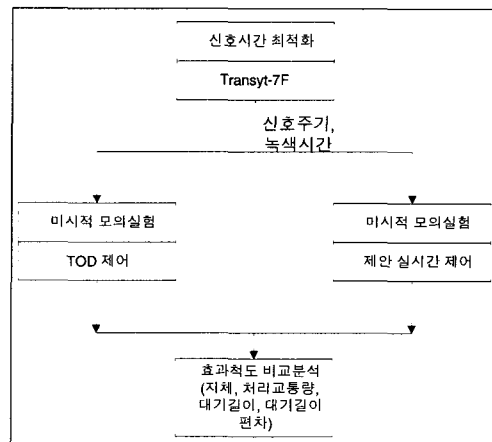 신호시간 최적화
Transyt-7F
신호주기,
녹색시간
미시적 모의실험
TOD 제어
미시적 모의실험
제안 실시간 제어
효과척도 비교분석
(지체, 처리교통량,
대기길이, 대기길이
편차)